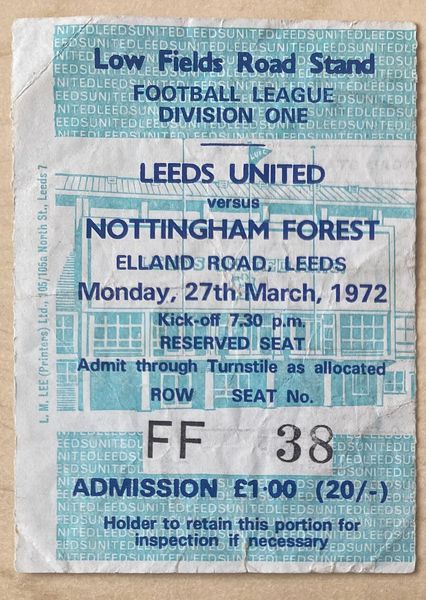 Low Fields Road Stand
FOOTBALL LEAGUE
DIVISION ONE
LEEDS UNITED
versus
NOTTINGHAM FOREST
ELLAND ROAD, LEEDS
Monday, 27th March, 1972
Kick-off 7.30 p.m.
RESERVED SEAT
Admit through Turnstile as allocated
ROW SEAT No.
FF 38
ADMISSION £1·00 (20/-)
Holder to retain this portion for
inspection if necessary
L. M. LEE (Printers) Ltd., 105/106a North St., Leeds 7